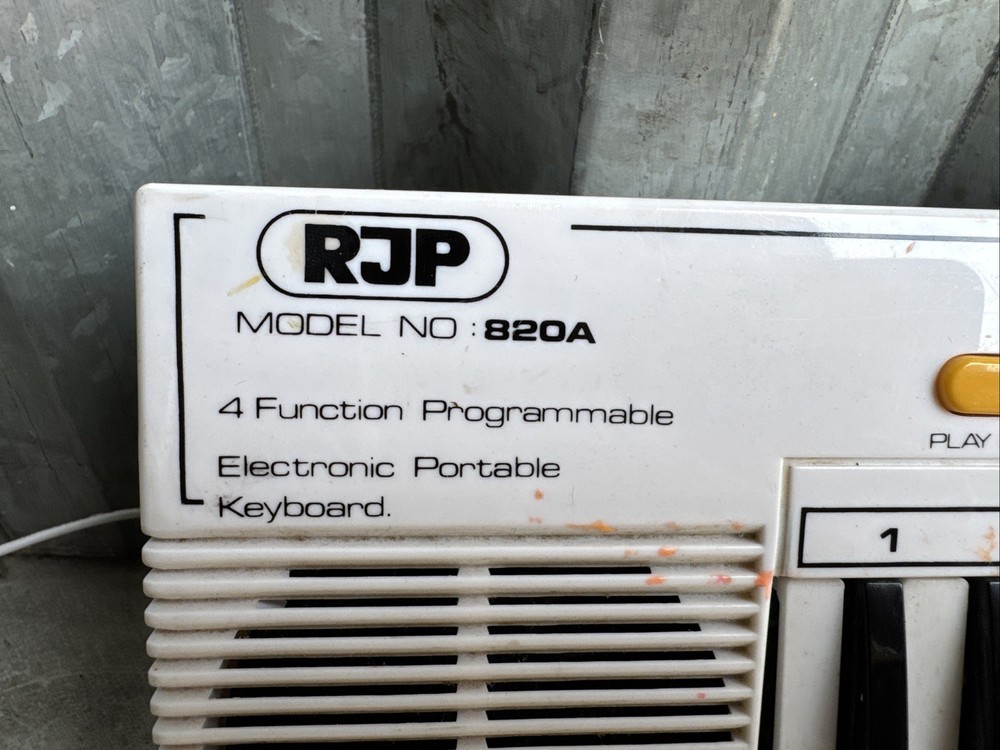 RJP
MODEL NO : 820A
4 Function Programmable
Electronic Portable
Keyboard.
PLAY
1